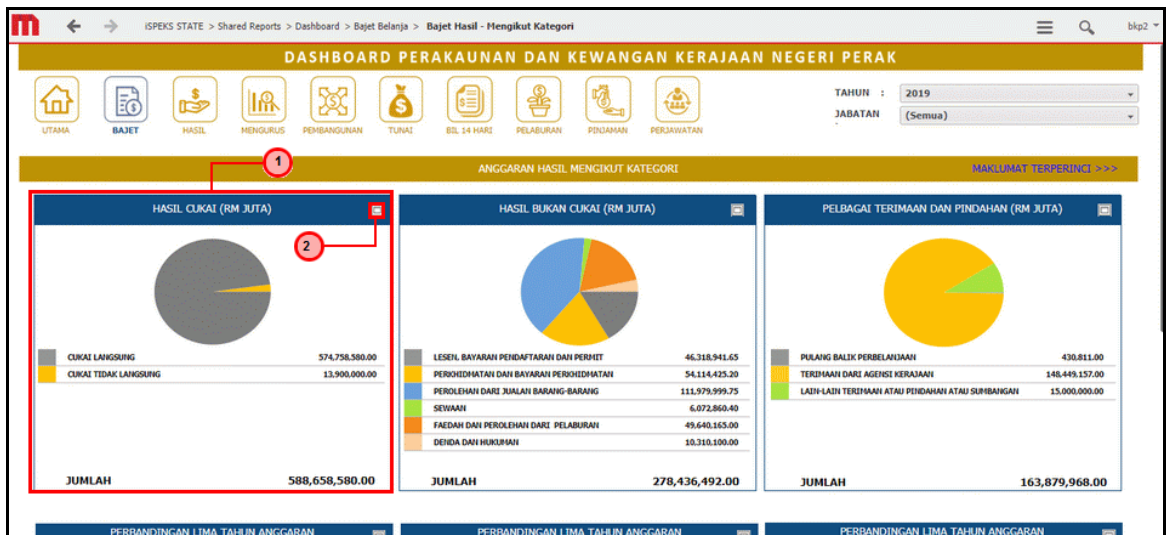 iSPEKS STATE > Shared Reports > Dashboard > Bajet Belanja > Bajet Hasil - Mengikut Kategori
bkp2
DASHBOARD PERAKAUNAN DAN KEWANGAN KERAJAAN NEGERI PERAK
UTAMA BAJET HASIL MENGURUS PEMBANGUNAN TUNAI BIL 14 HARI PELABURAN PINJAMAN PERJAWATAN
TAHUN : 2019
JABATAN : (Semua)
1
ANGGARAN HASIL MENGIKUT KATEGORI
MAKLUMAT TERPERINCI >>>
HASIL CUKAI (RM JUTA)
2
CUKAI LANGSUNG 574,758,580.00
CUKAI TIDAK LANGSUNG 13,900,000.00
JUMLAH 588,658,580.00
HASIL BUKAN CUKAI (RM JUTA)
LESEN, BAYARAN PENDAFTARAN DAN PERMIT 46,318,941.65
PERKHIDMATAN DAN BAYARAN PERKHIDMATAN 54,114,425.20
PEROLEHAN DARI JUALAN BARANG-BARANG 111,979,999.75
SEWAAN 6,072,860.40
FAEDAH DAN PEROLEHAN DARI PELABURAN 49,640,165.00
DENDA DAN HUKUMAN 10,310,100.00
JUMLAH 278,436,492.00
PELBAGAI TERIMAAN DAN PINDAHAN (RM JUTA)
PULANG BALIK PERBELANJAAN 430,811.00
TERIMAAN DARI AGENSI KERAJAAN 148,449,157.00
LAIN-LAIN TERIMAAN ATAU PINDAHAN ATAU SUMBANGAN 15,000,000.00
JUMLAH 163,879,968.00
PERBANDINGAN LIMA TAHUN ANGGARAN
PERBANDINGAN LIMA TAHUN ANGGARAN
PERBANDINGAN LIMA TAHUN ANGGARAN